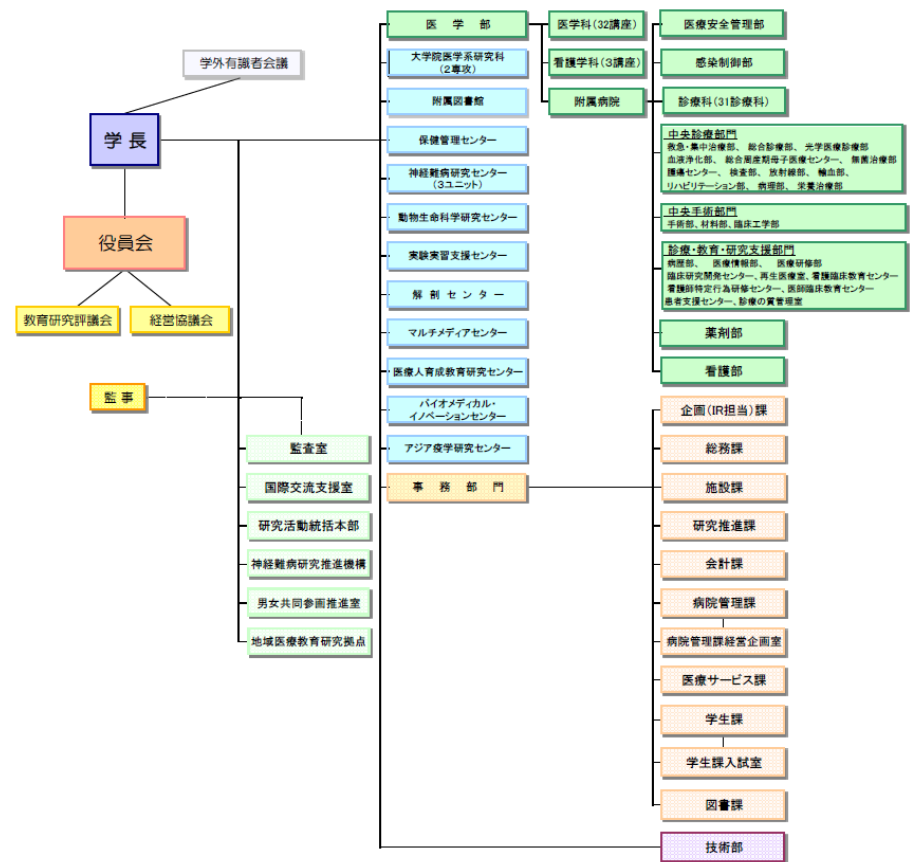 学外有識者会議
学長
役員会
教育研究評議会
経営協議会
監事
監査室
国際交流支援室
研究活動統括本部
神経難病研究推進機構
男女共同参画推進室
地域医療教育研究拠点
医学部
大学院医学系研究科
(2専攻)
附属図書館
保健管理センター
神経難病研究センター
(3ユニット)
動物生命科学研究センター
実験実習支援センター
解剖センター
マルチメディアセンター
医療人育成教育研究センター
バイオメディカル・
イノベーションセンター
アジア疫学研究センター
事務部門
医学科(32講座)
看護学科(3講座)
附属病院
医療安全管理部
感染制御部
診療科(31診療科)
中央診療部門
救急・集中治療部、 総合診療部、 光学医療診療部
血液浄化部、 総合周産期母子医療センター、 無菌治療部
腫瘍センター、 検査部、 放射線部、 輸血部、
リハビリテーション部、 病理部、 栄養治療部
中央手術部門
手術部、材料部、臨床工学部
診療・教育・研究支援部門
病歴部、 医療情報部、 医療研修部
臨床研究開発センター、再生医療室、看護臨床教育センター
看護師特定行為研修センター、医師臨床教育センター
患者支援センター、診療の質管理室
薬剤部
看護部
企画(IR担当)課
総務課
施設課
研究推進課
会計課
病院管理課
病院管理課経営企画室
医療サービス課
学生課
学生課入試室
図書課
技術部